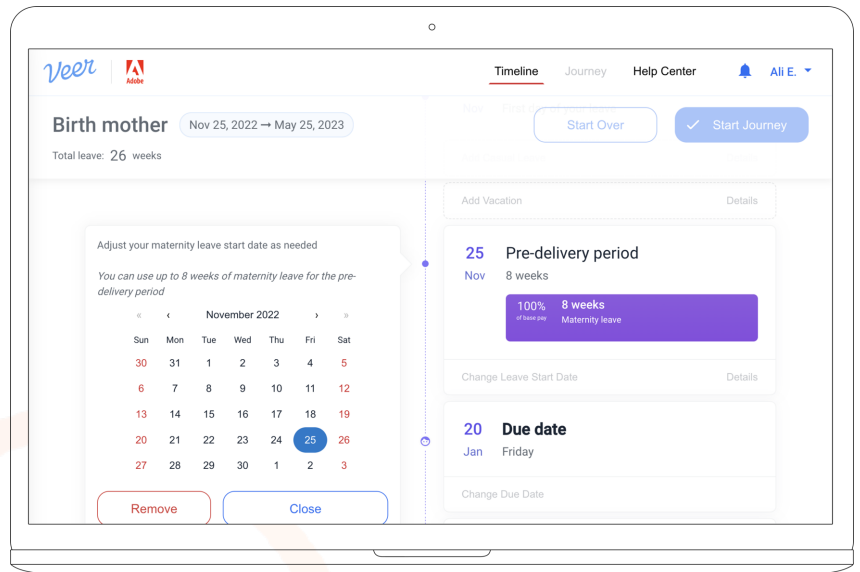 Veer
Adobe
Timeline Journey Help Center Ali E.
Birth mother Nov 25, 2022 → May 25, 2023
Total leave: 26 weeks
Start Over
✓ Start Journey
Add Vacation Details
Adjust your maternity leave start date as needed
You can use up to 8 weeks of maternity leave for the pre-
delivery period
« ‹ November 2022 › »
Sun Mon Tue Wed Thu Fri Sat
30 31 1 2 3 4 5
6 7 8 9 10 11 12
13 14 15 16 17 18 19
20 21 22 23 24 25 26
27 28 29 30 1 2 3
Remove Close
25 Pre-delivery period
Nov 8 weeks
100% 8 weeks
of base pay Maternity leave
Change Leave Start Date Details
20 Due date
Jan Friday
Change Due Date